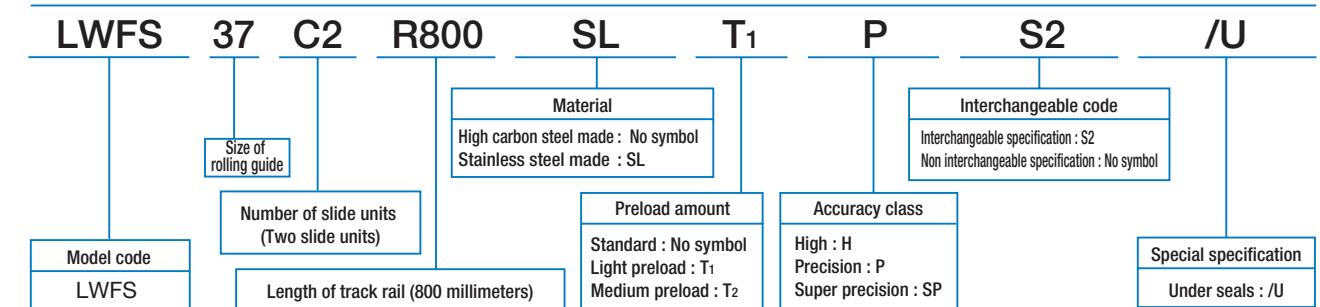 LWFS 37 C2 R800 SL T1 P S2 /U
Material
High carbon steel made : No symbol
Stainless steel made : SL
Interchangeable code
Interchangeable specification : S2
Non interchangeable specification : No symbol
Size of
rolling guide
Number of slide units
(Two slide units)
Preload amount
Standard : No symbol
Light preload : T1
Medium preload : T2
Accuracy class
High : H
Precision : P
Super precision : SP
Model code
LWFS
Length of track rail (800 millimeters)
Special specification
Under seals : /U